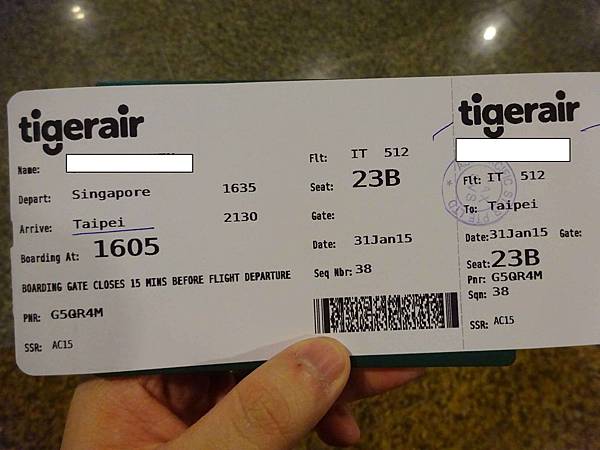 tigerair
Name:
Depart: Singapore 1635
Arrive: Taipei 2130
Boarding At: 1605
BOARDING GATE CLOSES 15 MINS BEFORE FLIGHT DEPARTURE
PNR: G5QR4M
SSR: AC15
Flt: IT 512
Seat: 23B
Gate:
Date: 31Jan15
Seq Nbr: 38
tigerair
Flt: IT 512
To: Taipei
Date:31Jan15 Gate:
Seat:23B
Pnr: G5QR4M
Sqn: 38
SSR: AC15